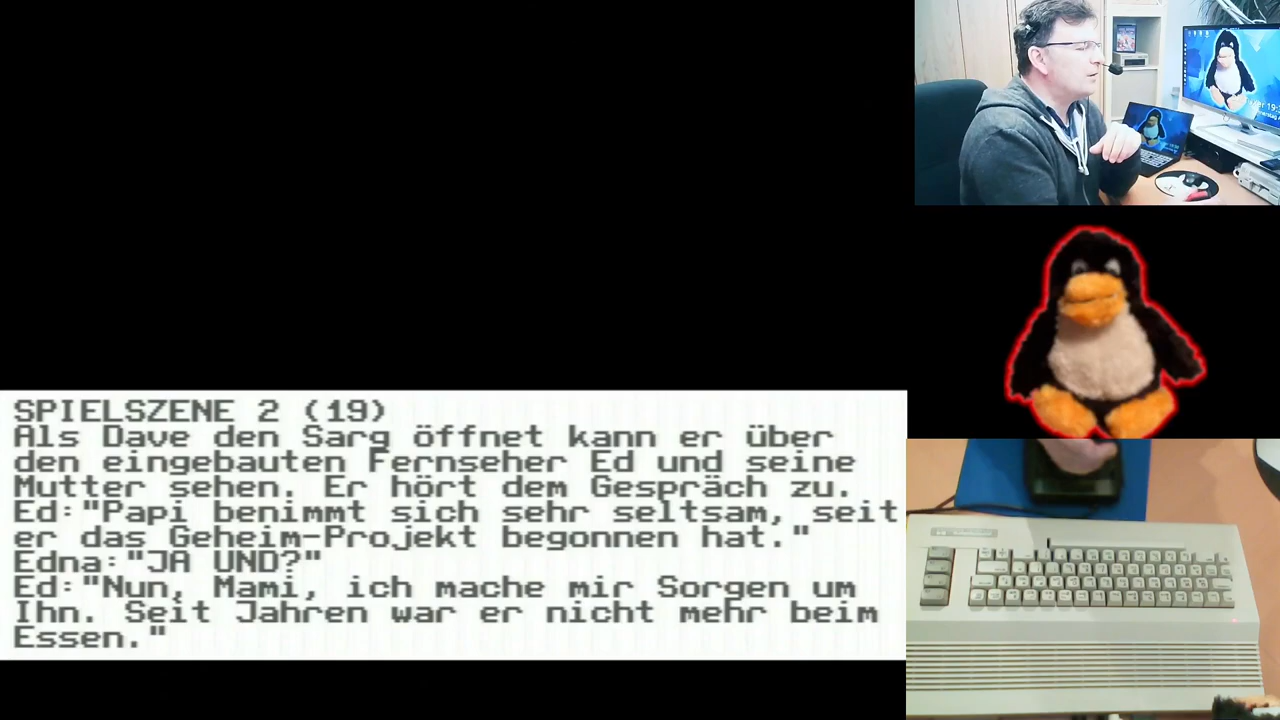 SPIELSZENE 2 (19)
Als Dave den Sarg öffnet kann er über
den eingebauten Fernseher Ed und seine
Mutter sehen. Er hört dem Gespräch zu.
Ed:"Papi benimmt sich sehr seltsam, seit
er das Geheim-Projekt begonnen hat."
Edna:"JA UND?"
Ed:"Nun, Mami, ich mache mir Sorgen um
Ihn. Seit Jahren war er nicht mehr beim
Essen."